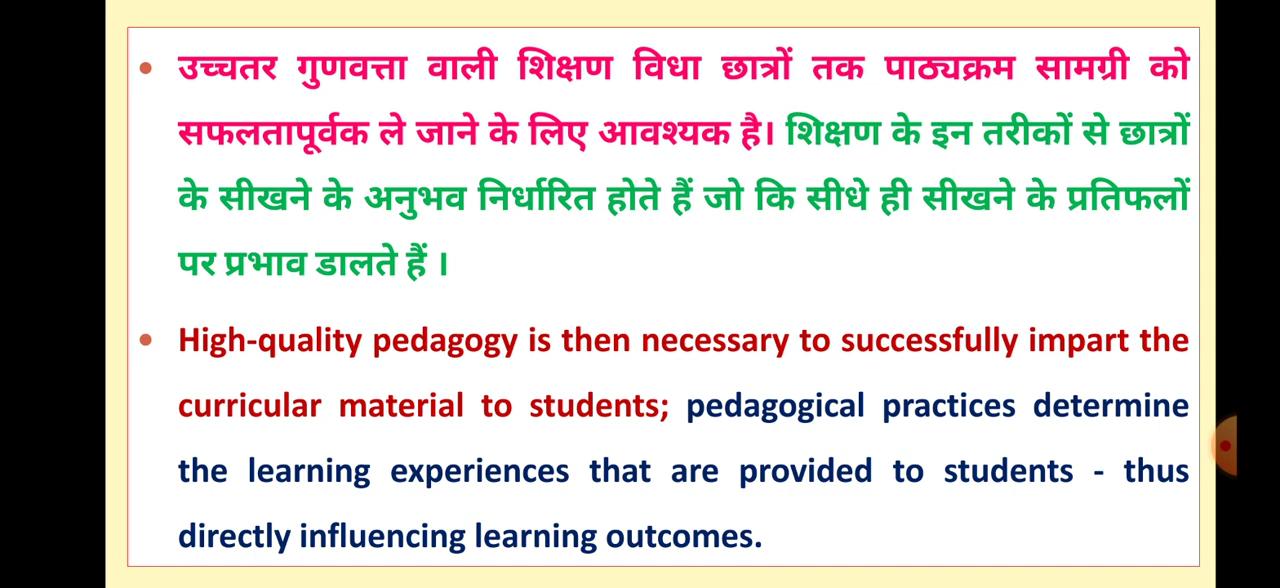 • उच्चतर गुणवत्ता वाली शिक्षण विधा छात्रों तक पाठ्यक्रम सामग्री को
सफलतापूर्वक ले जाने के लिए आवश्यक है। शिक्षण के इन तरीकों से छात्रों
के सीखने के अनुभव निर्धारित होते हैं जो कि सीधे ही सीखने के प्रतिफलों
पर प्रभाव डालते हैं ।
• High-quality pedagogy is then necessary to successfully impart the
curricular material to students; pedagogical practices determine
the learning experiences that are provided to students - thus
directly influencing learning outcomes.